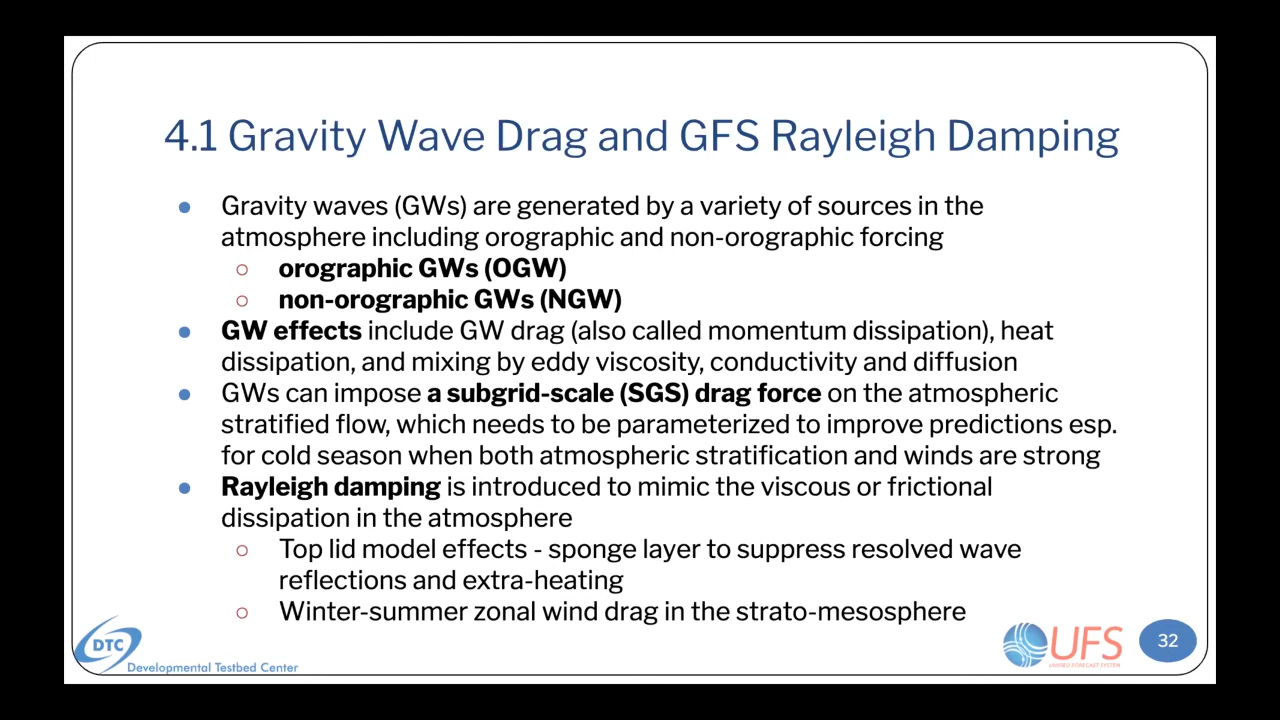 4.1 Gravity Wave Drag and GFS Rayleigh Damping
● Gravity waves (GWs) are generated by a variety of sources in the
atmosphere including orographic and non-orographic forcing
○ orographic GWs (OGW)
○ non-orographic GWs (NGW)
● GW effects include GW drag (also called momentum dissipation), heat
dissipation, and mixing by eddy viscosity, conductivity and diffusion
● GWs can impose a subgrid-scale (SGS) drag force on the atmospheric
stratified flow, which needs to be parameterized to improve predictions esp.
for cold season when both atmospheric stratification and winds are strong
● Rayleigh damping is introduced to mimic the viscous or frictional
dissipation in the atmosphere
○ Top lid model effects - sponge layer to suppress resolved wave
reflections and extra-heating
○ Winter-summer zonal wind drag in the strato-mesosphere
DTC
Developmental Testbed Center
UFS
UNIFIED FORECAST SYSTEM
32